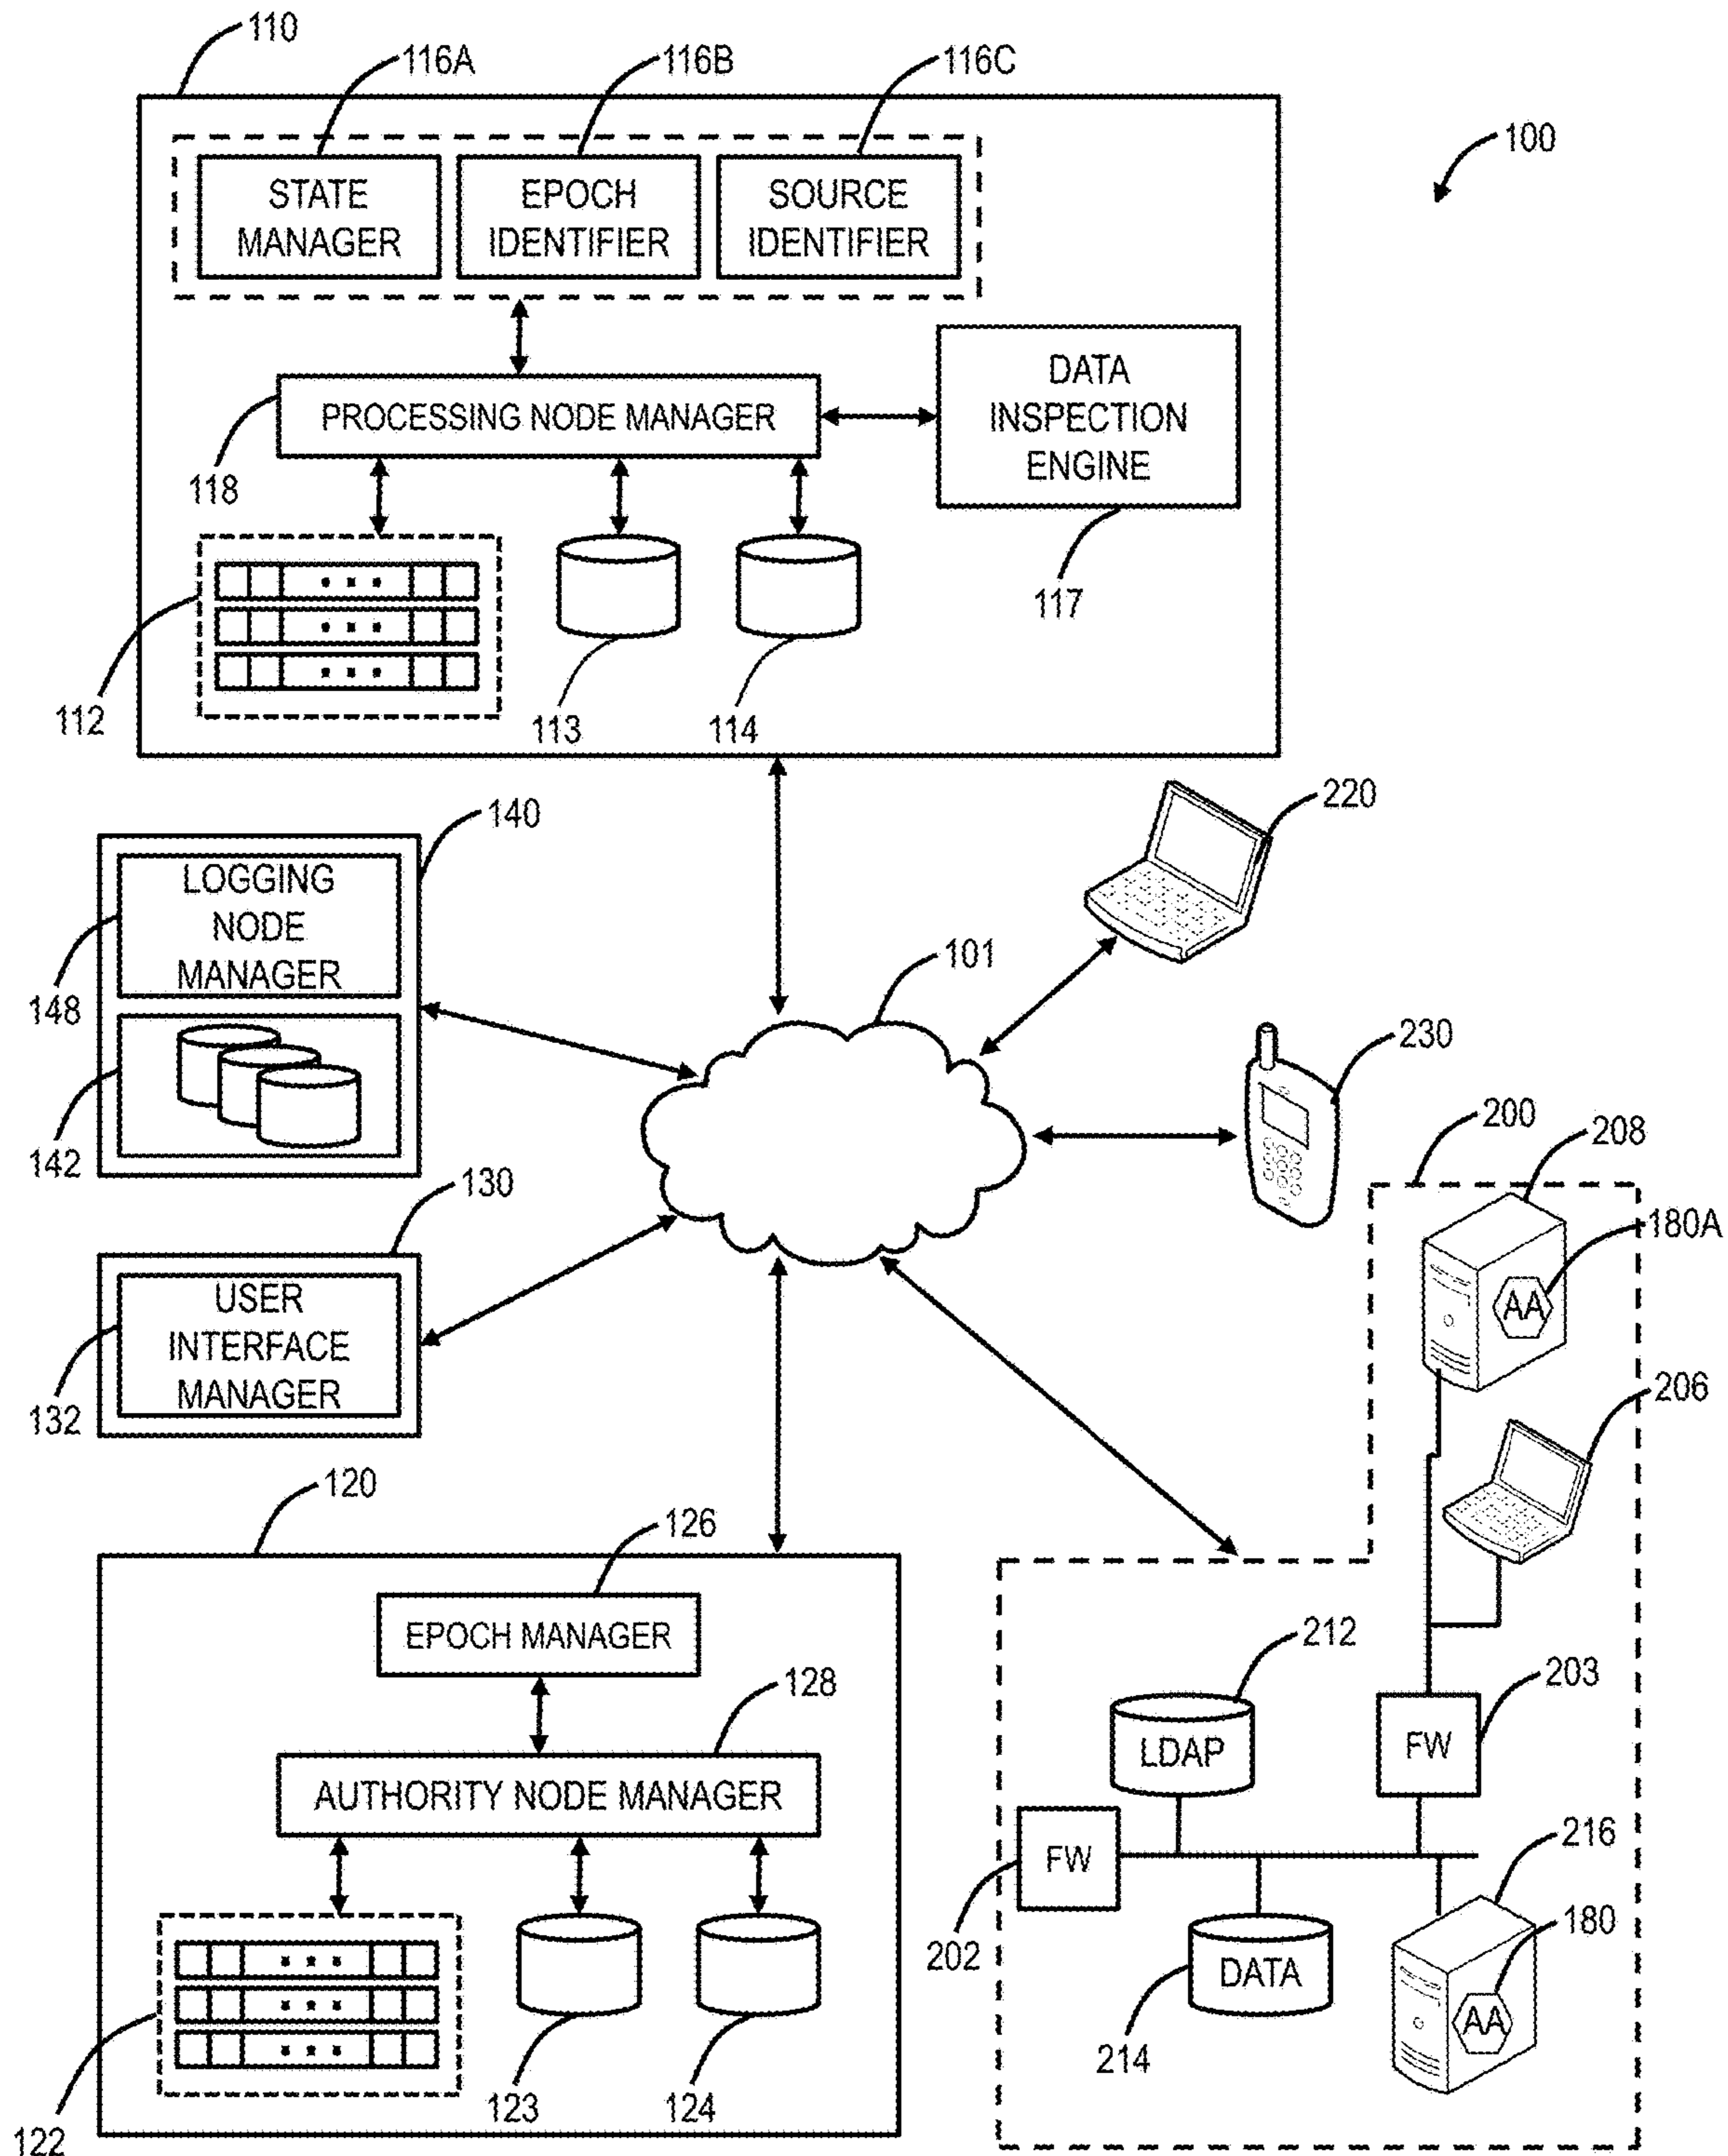 110
116A
116B
116C
100
STATE
MANAGER
EPOCH
IDENTIFIER
SOURCE
IDENTIFIER
PROCESSING NODE MANAGER
118
DATA
INSPECTION
ENGINE
117
112
113
114
140
LOGGING
NODE
MANAGER
148
142
220
101
230
130
USER
INTERFACE
MANAGER
132
200
208
180A
AA
206
120
126
EPOCH MANAGER
128
AUTHORITY NODE MANAGER
122
123
124
212
LDAP
203
FW
FW
202
DATA
214
216
180
AA